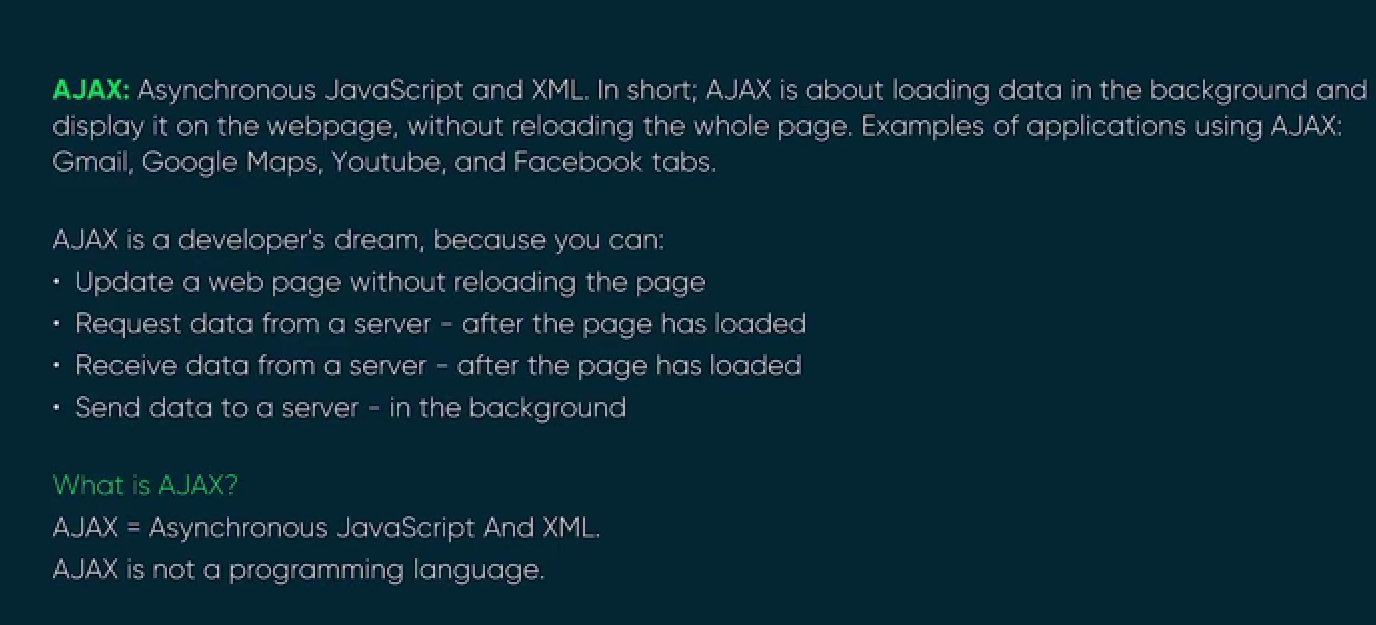 AJAX: Asynchronous JavaScript and XML. In short; AJAX is about loading data in the background and
display it on the webpage, without reloading the whole page. Examples of applications using AJAX:
Gmail, Google Maps, Youtube, and Facebook tabs.
AJAX is a developer's dream, because you can:
• Update a web page without reloading the page
• Request data from a server - after the page has loaded
• Receive data from a server - after the page has loaded
• Send data to a server - in the background
What is AJAX?
AJAX = Asynchronous JavaScript And XML.
AJAX is not a programming language.